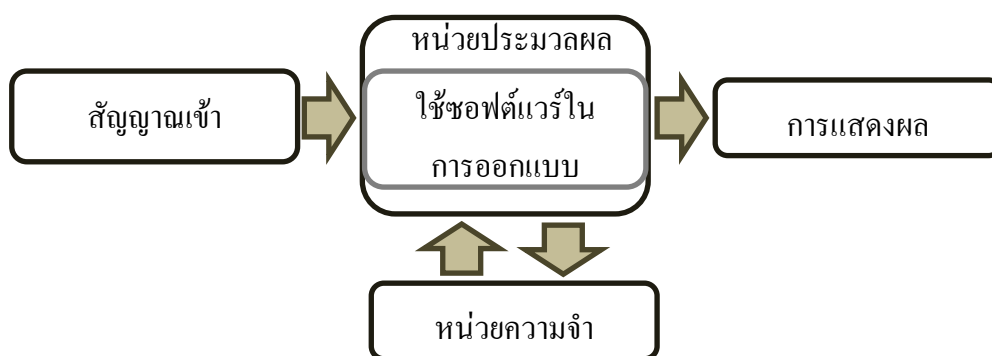 หน่วยประมวลผล
สัญญาณเข้า
ใช้ซอฟต์แวร์ใน
การออกแบบ
การแสดงผล
หน่วยความจำ